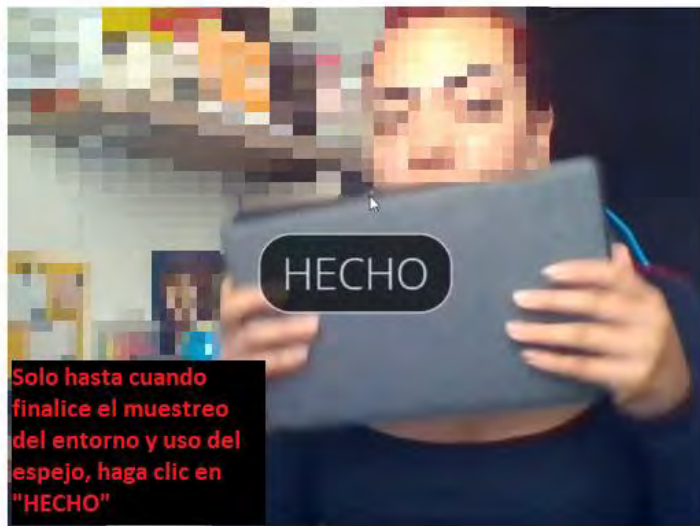 HECHO
Solo hasta cuando
finalice el muestreo
del entorno y uso del
espejo, haga clic en
"HECHO"